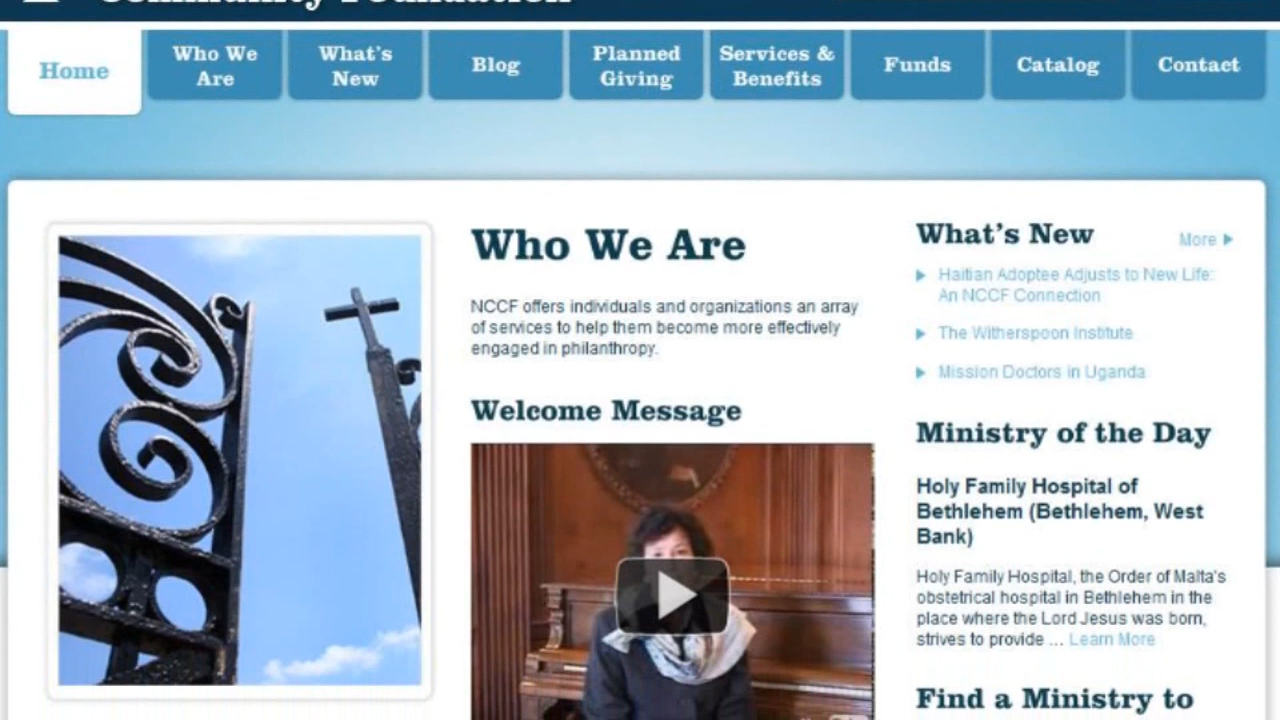 Community Foundation
Home
Who We
Are
What's
New
Blog
Planned
Giving
Services &
Benefits
Funds
Catalog
Contact
Who We Are
NCCF offers individuals and organizations an array
of services to help them become more effectively
engaged in philanthropy.
Welcome Message
What's New
More
Haitian Adoptee Adjusts to New Life:
An NCCF Connection
The Witherspoon Institute
Mission Doctors in Uganda
Ministry of the Day
Holy Family Hospital of
Bethlehem (Bethlehem, West
Bank)
Holy Family Hospital, the Order of Malta's
obstetrical hospital in Bethlehem in the
place where the Lord Jesus was born,
strives to provide ... Learn More
Find a Ministry to